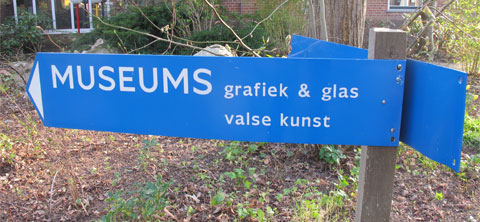 MUSEUMS grafiek & glas
valse kunst